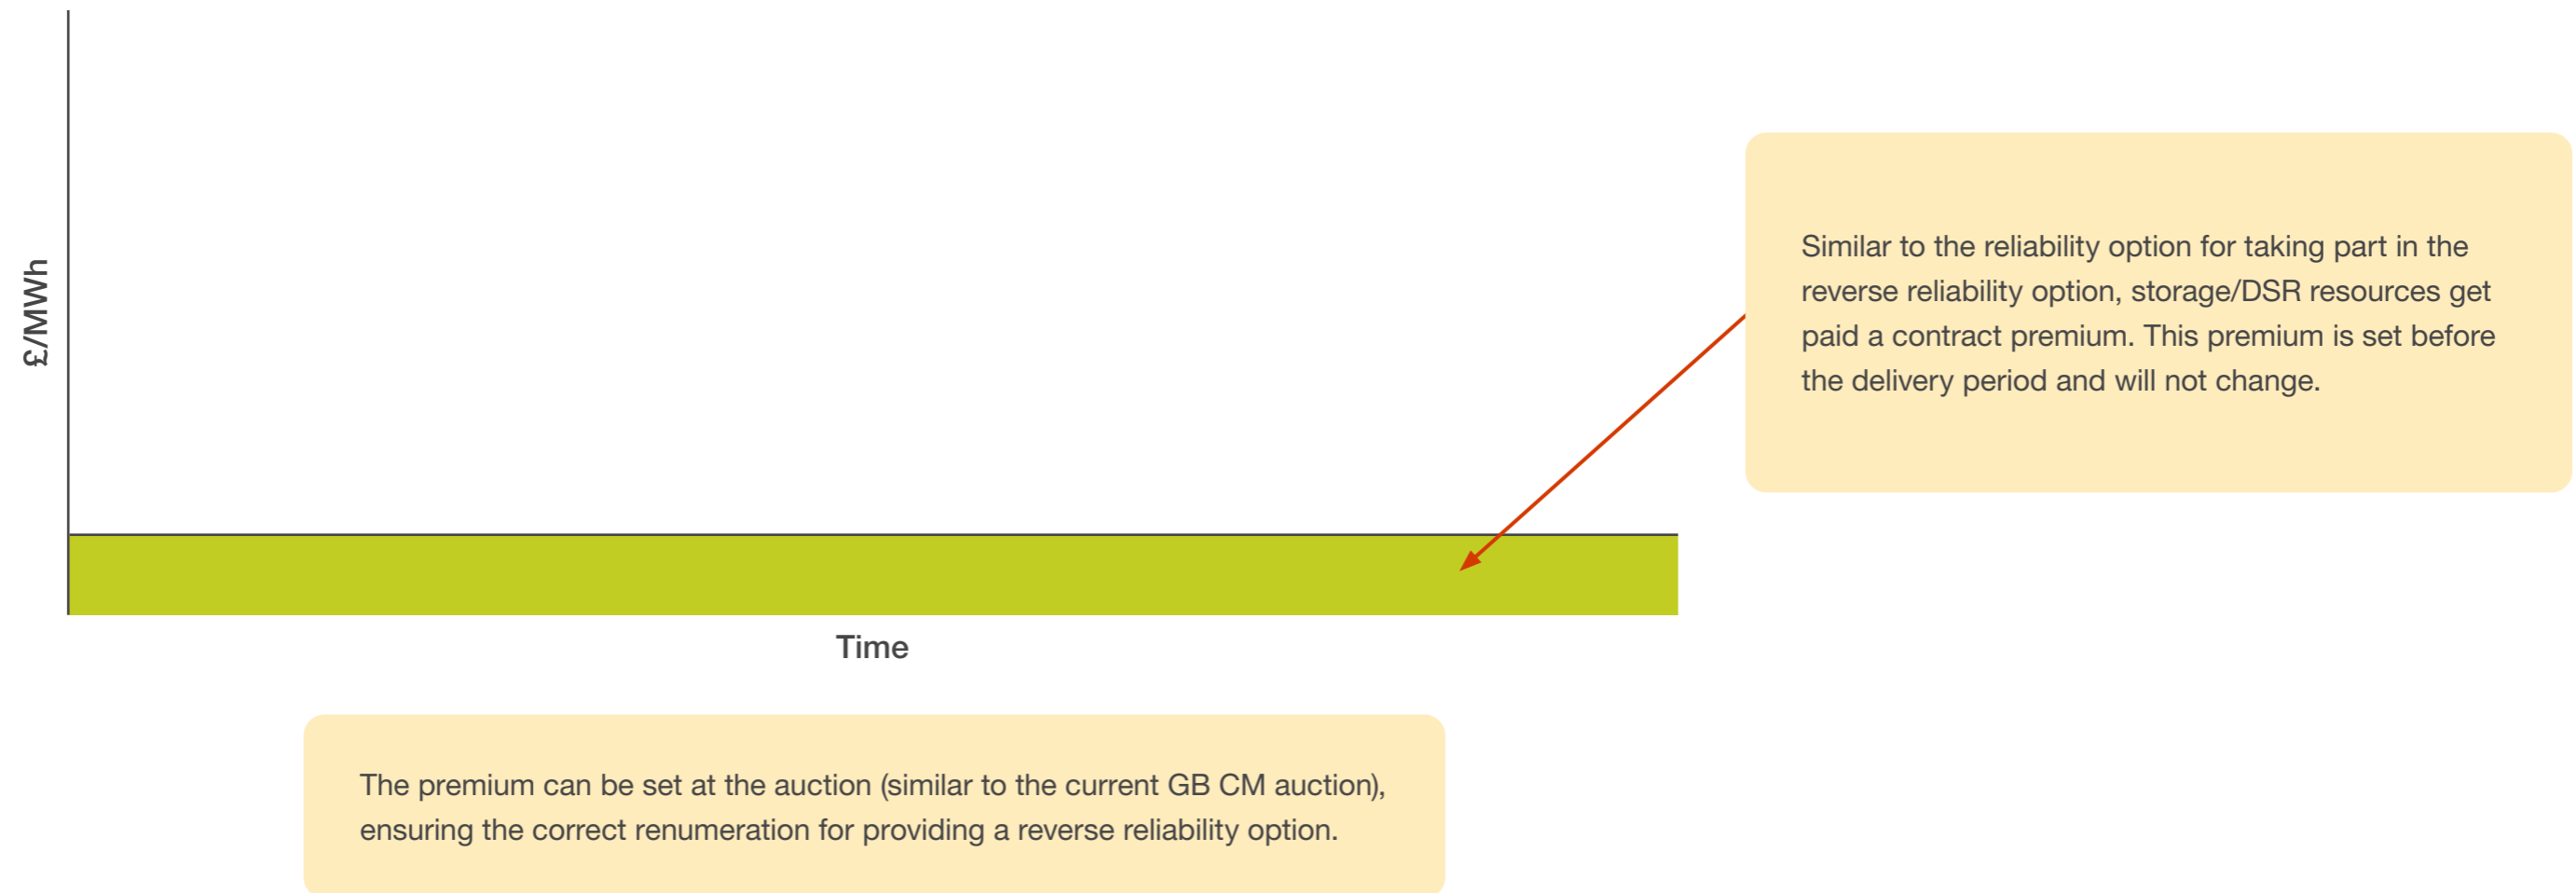 £/MWh
Similar to the reliability option for taking part in the
reverse reliability option, storage/DSR resources get
paid a contract premium. This premium is set before
the delivery period and will not change.
Time
The premium can be set at the auction (similar to the current GB CM auction),
ensuring the correct renumeration for providing a reverse reliability option.